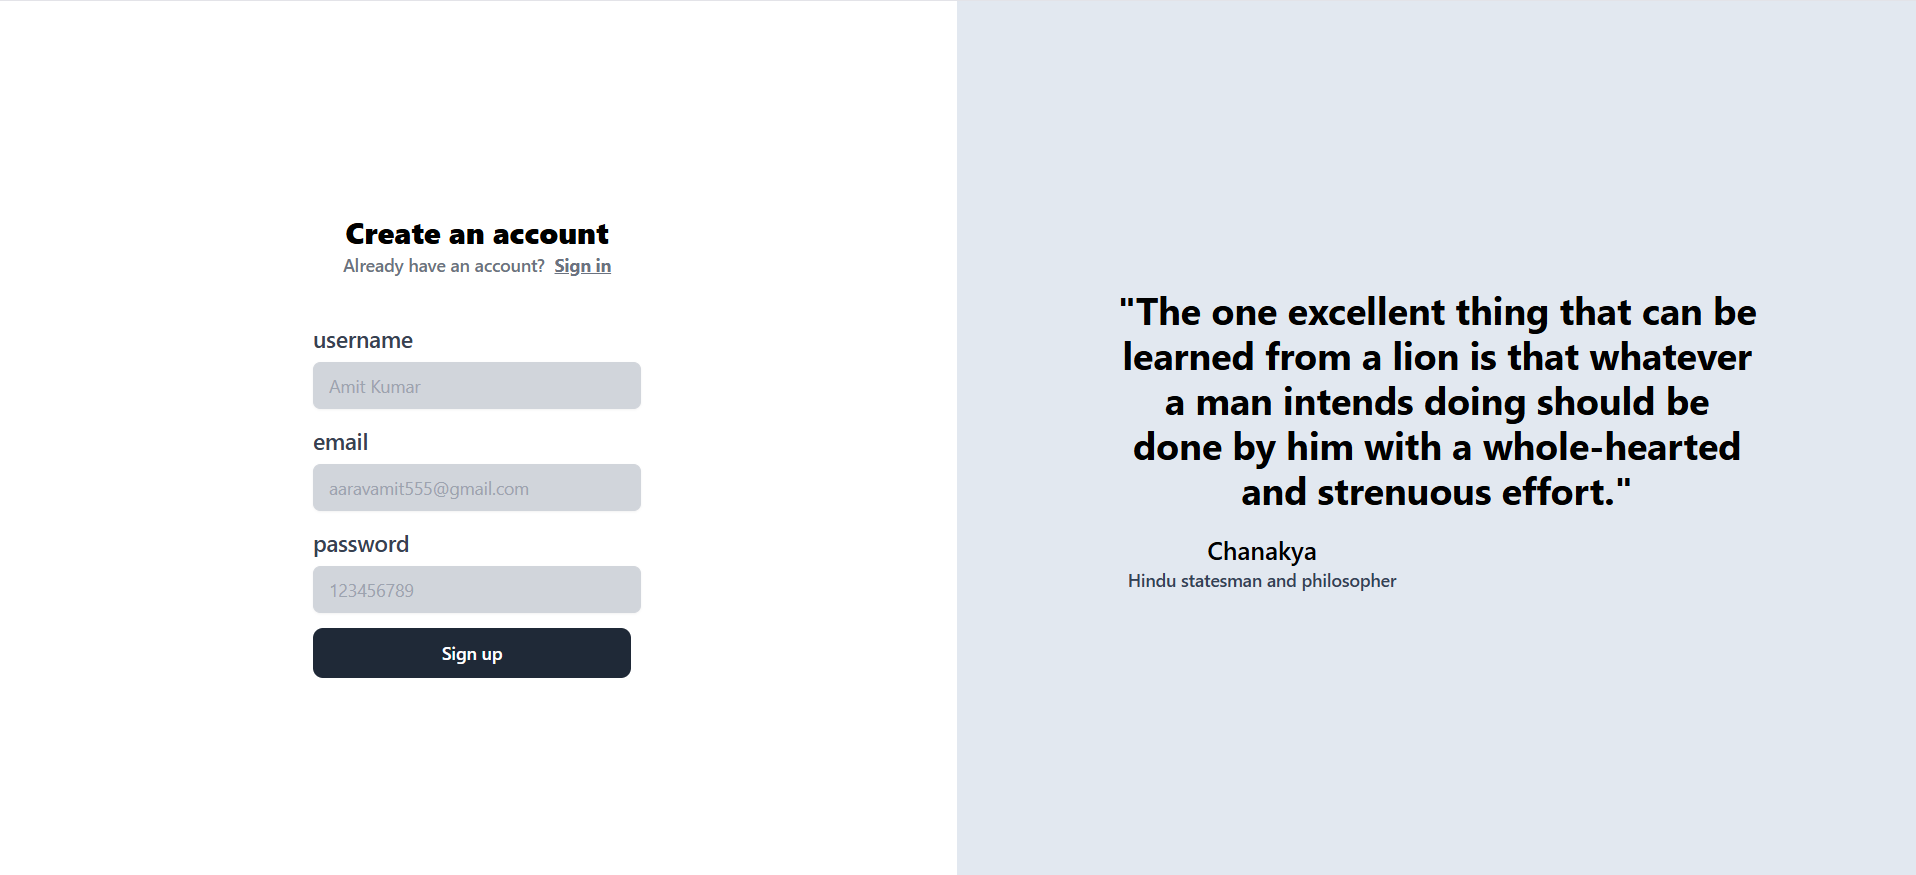 Create an account
Already have an account? Sign in
username
Amit Kumar
email
aaravamit555@gmail.com
password
123456789
Sign up
"The one excellent thing that can be
learned from a lion is that whatever
a man intends doing should be
done by him with a whole-hearted
and strenuous effort."
Chanakya
Hindu statesman and philosopher